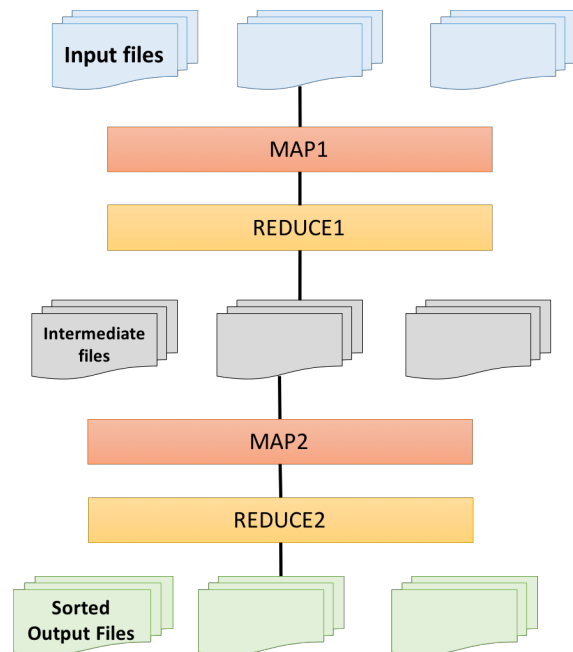 Input files
MAP1
REDUCE1
Intermediate
files
MAP2
REDUCE2
Sorted
Output Files